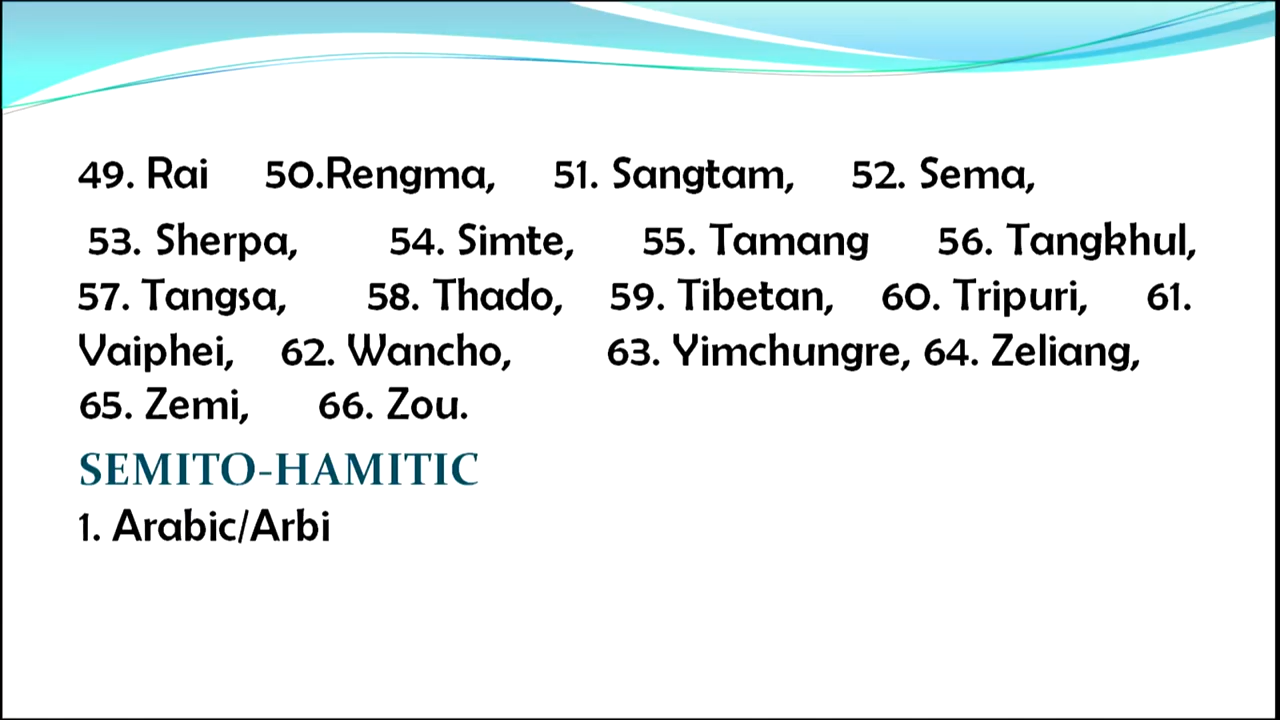 49. Rai 50.Rengma, 51. Sangtam, 52. Sema,
53. Sherpa, 54. Simte, 55. Tamang 56. Tangkhul,
57. Tangsa, 58. Thado, 59. Tibetan, 60. Tripuri, 61.
Vaiphei, 62. Wancho, 63. Yimchungre, 64. Zeliang,
65. Zemi, 66. Zou.
SEMITO-HAMITIC
1. Arabic/Arbi